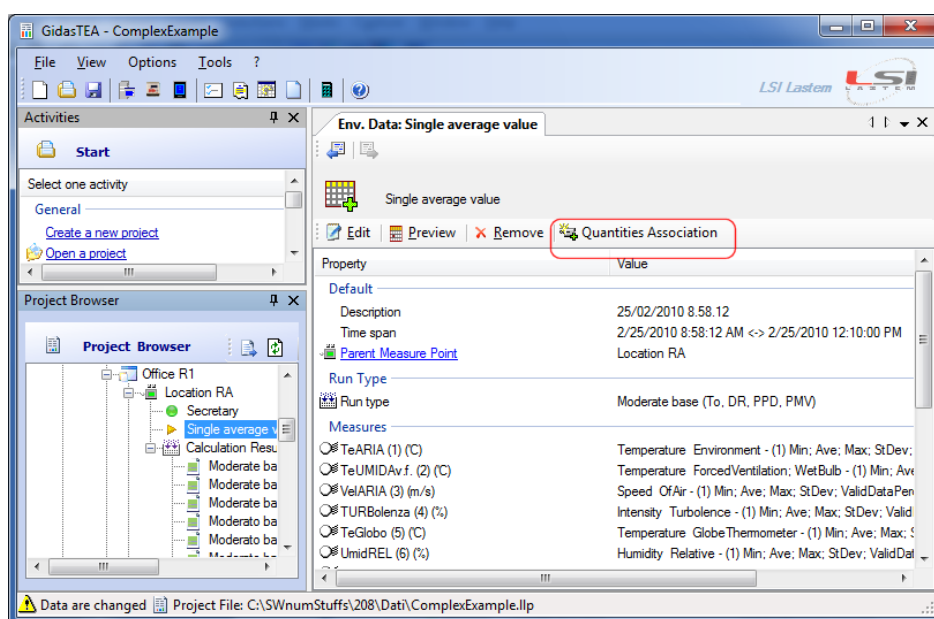 GidasTEA - ComplexExample
File View Options Tools ?
LSI Lastem LSI
LASTEM
Activities
Start
Select one activity
General
Create a new project
Open a project
Project Browser
Project Browser
Office R1
Location RA
Secretary
Single average v
Calculation Resu
Moderate ba
Moderate ba
Moderate ba
Moderato ba
Moderato ba
Env. Data: Single average value
Single average value
Edit Preview Remove Quantities Association
Property Value
Default
Description 25/02/2010 8.58.12
Time span 2/25/2010 8:58:12 AM <-> 2/25/2010 12:10:00 PM
Parent Measure Point Location RA
Run Type
Run type Moderate base (To, DR, PPD, PMV)
Measures
TeARIA (1) (°C) Temperature Environment - (1) Min; Ave; Max; StDev;
TeUMIDAv.f. (2) (°C) Temperature ForcedVentilation; WetBulb - (1) Min; Ave
VelARIA (3) (m/s) Speed OfAir - (1) Min; Ave; Max; StDev; ValidDataPer
TURBolenza (4) (%) Intensity Turbolence - (1) Min; Ave; Max; StDev; Valid
TeGlobo (5) (°C) Temperature GlobeThermometer - (1) Min; Ave; Max; S
UmidREL (6) (%) Humidity Relative - (1) Min; Ave; Max; StDev; ValidDat
Data are changed Project File: C:\SWnumStuffs\208\Dati\ComplexExample.llp